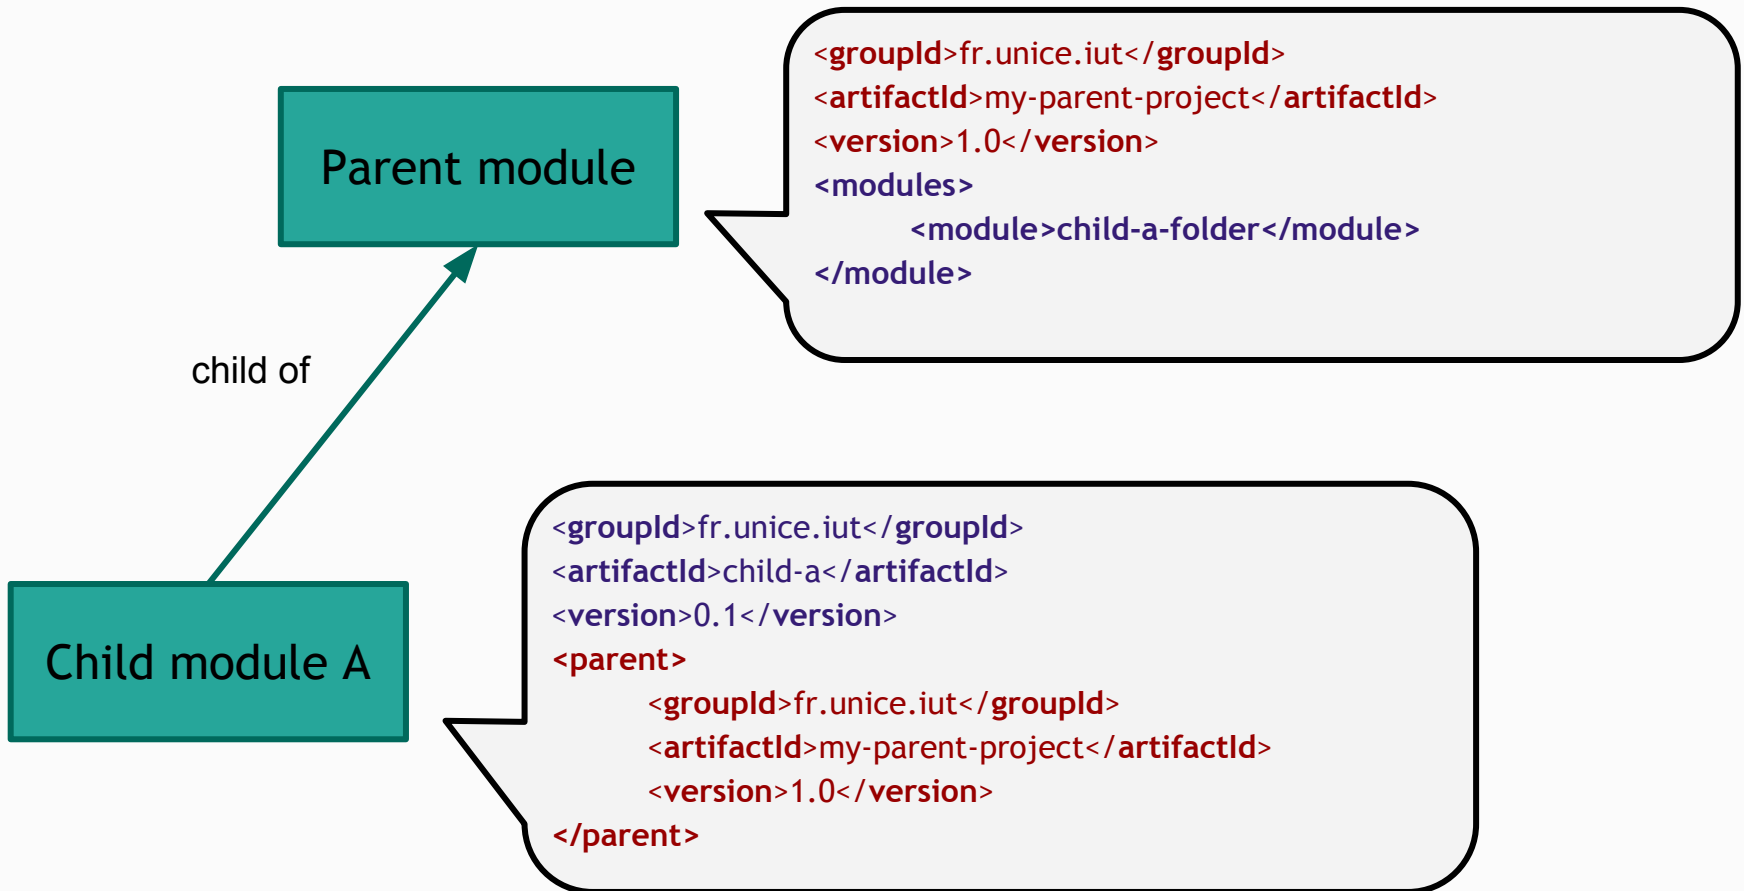 Parent module
<groupId>fr.unice.iut</groupId>
<artifactId>my-parent-project</artifactId>
<version>1.0</version>
<modules>
<module>child-a-folder</module>
</module>
child of
Child module A
<groupId>fr.unice.iut</groupId>
<artifactId>child-a</artifactId>
<version>0.1</version>
<parent>
<groupId>fr.unice.iut</groupId>
<artifactId>my-parent-project</artifactId>
<version>1.0</version>
</parent>